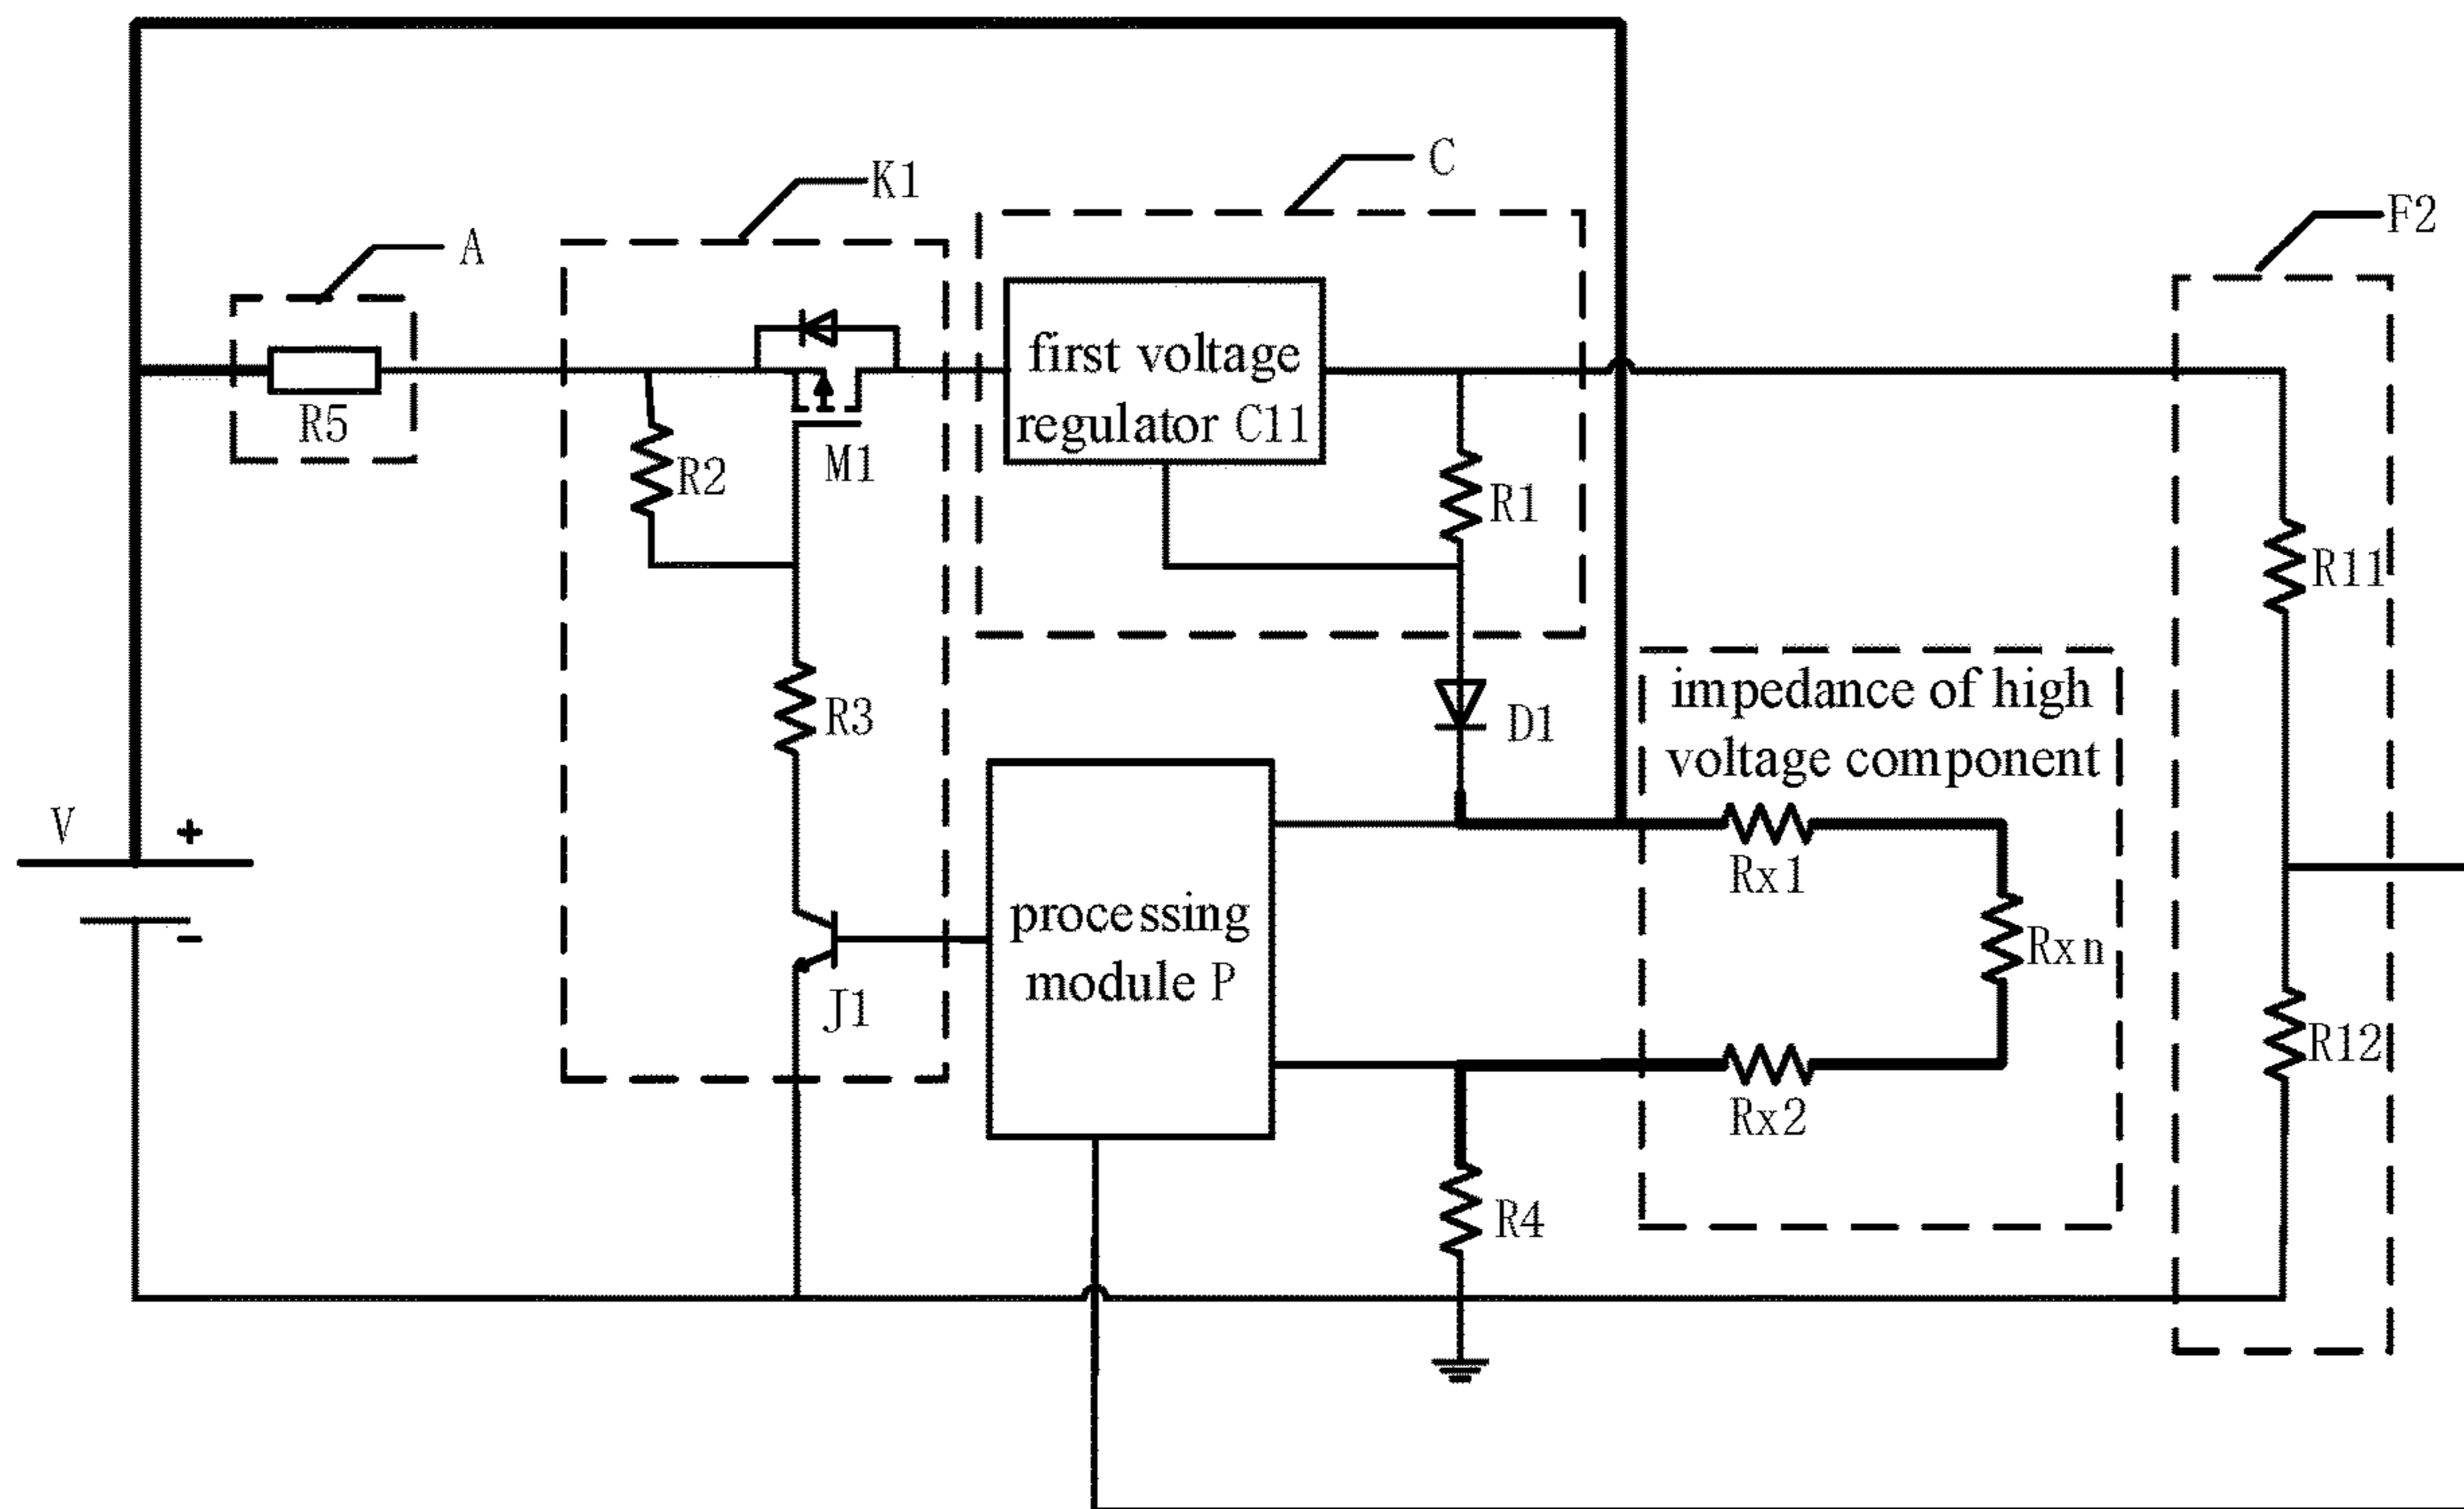 C
K1
F2
A
first voltage
regulator C11
R5
M1
R2
R1
R11
impedance of high
voltage component
R3
D1
V
+
-
Rx1
processing
module P
Rxn
J1
R12
Rx2
R4